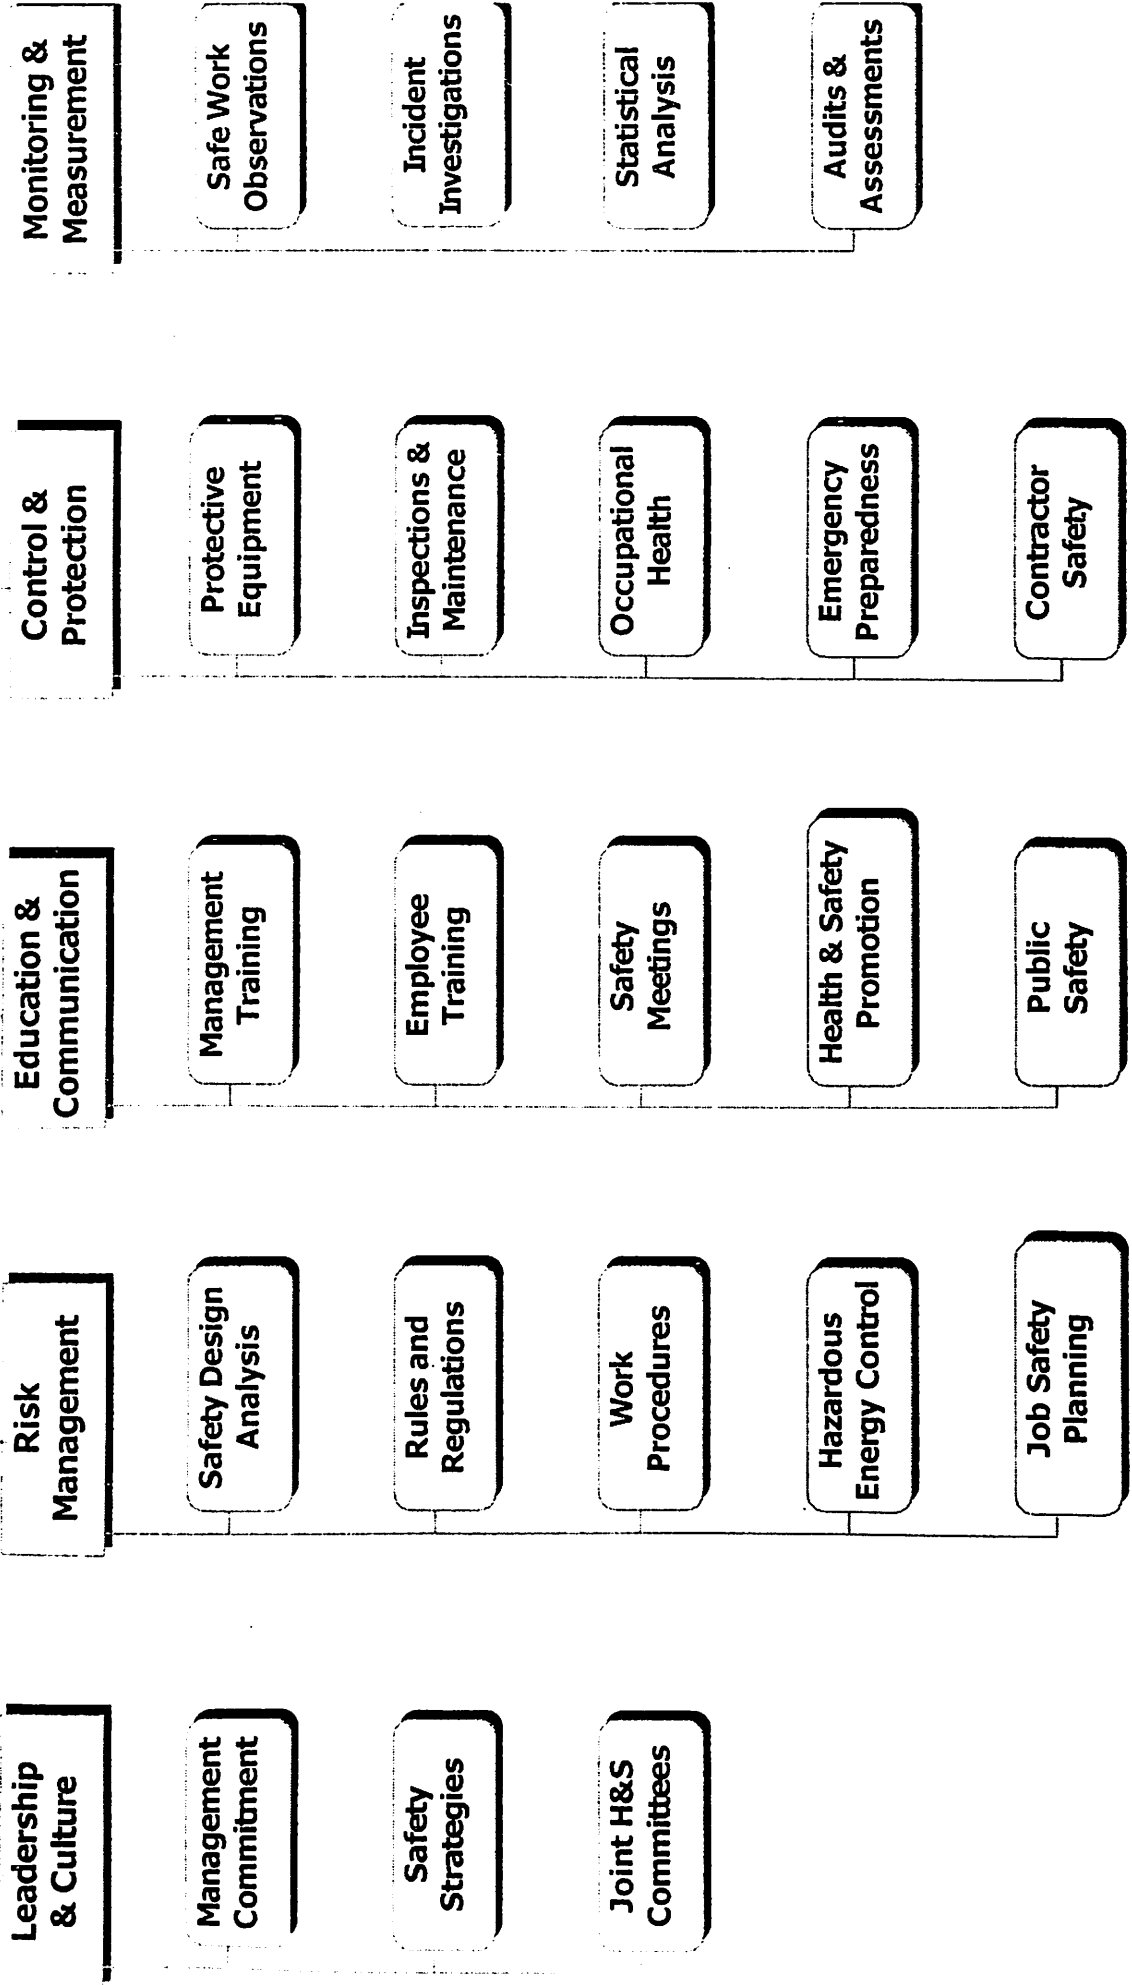 Leadership
& Culture
Management
Commitment
Safety
Strategies
Joint H&S
Committees
Risk
Management
Safety Design
Analysis
Rules and
Regulations
Work
Procedures
Hazardous
Energy Control
Job Safety
Planning
Education &
Communication
Management
Training
Employee
Training
Safety
Meetings
Health & Safety
Promotion
Public
Safety
Control &
Protection
Protective
Equipment
Inspections &
Maintenance
Occupational
Health
Emergency
Preparedness
Contractor
Safety
Monitoring &
Measurement
Safe Work
Observations
Incident
Investigations
Statistical
Analysis
Audits &
Assessments